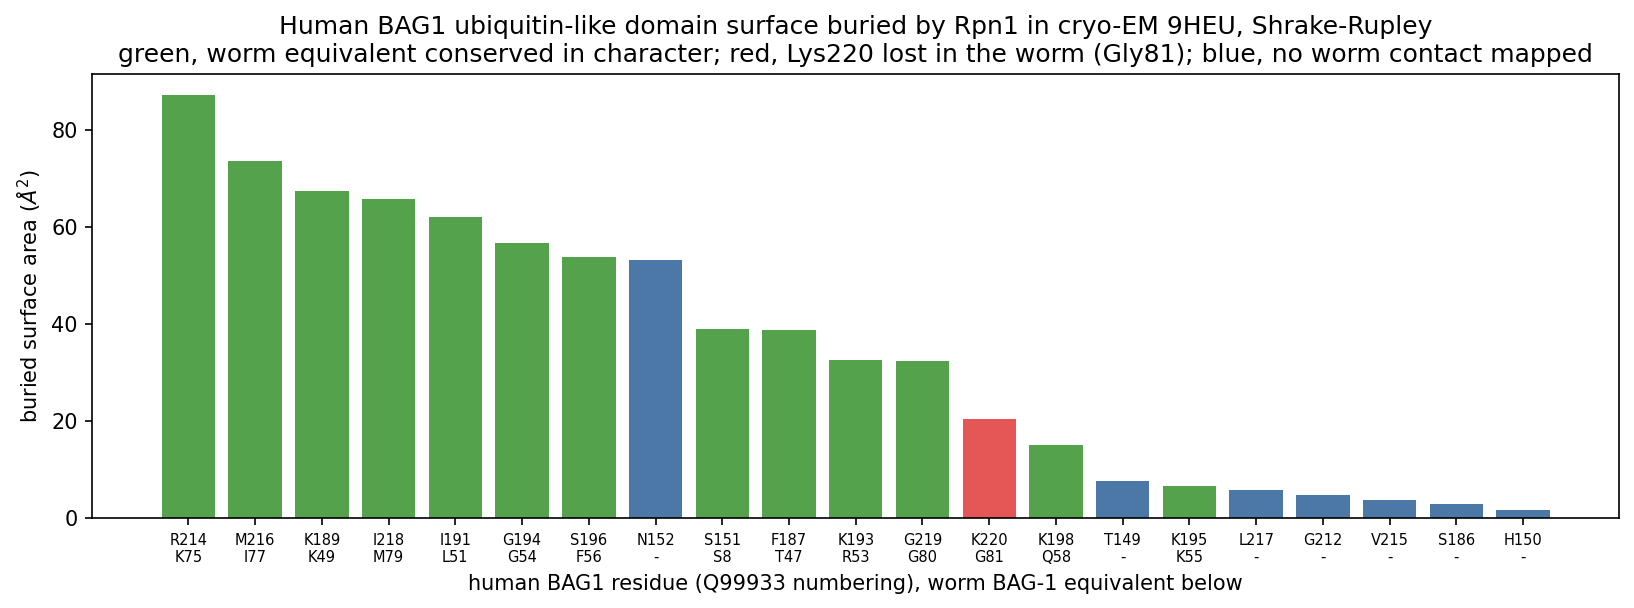 Human BAG1 ubiquitin-like domain surface buried by Rpn1 in cryo-EM 9HEU, Shrake-Rupley
green, worm equivalent conserved in character; red, Lys220 lost in the worm (Gly81); blue, no worm contact mapped
buried surface area (Å²)
80
60
40
20
0
R214 M216 K189 I218 I191 G194 S196 N152 S151 F187 K193 G219 K220 K198 T149 K195 L217 G212 V215 S186 H150
K75 I77 K49 M79 L51 G54 F56 - S8 T47 R53 G80 G81 Q58 - K55 - - - - -
human BAG1 residue (Q99933 numbering), worm BAG-1 equivalent below